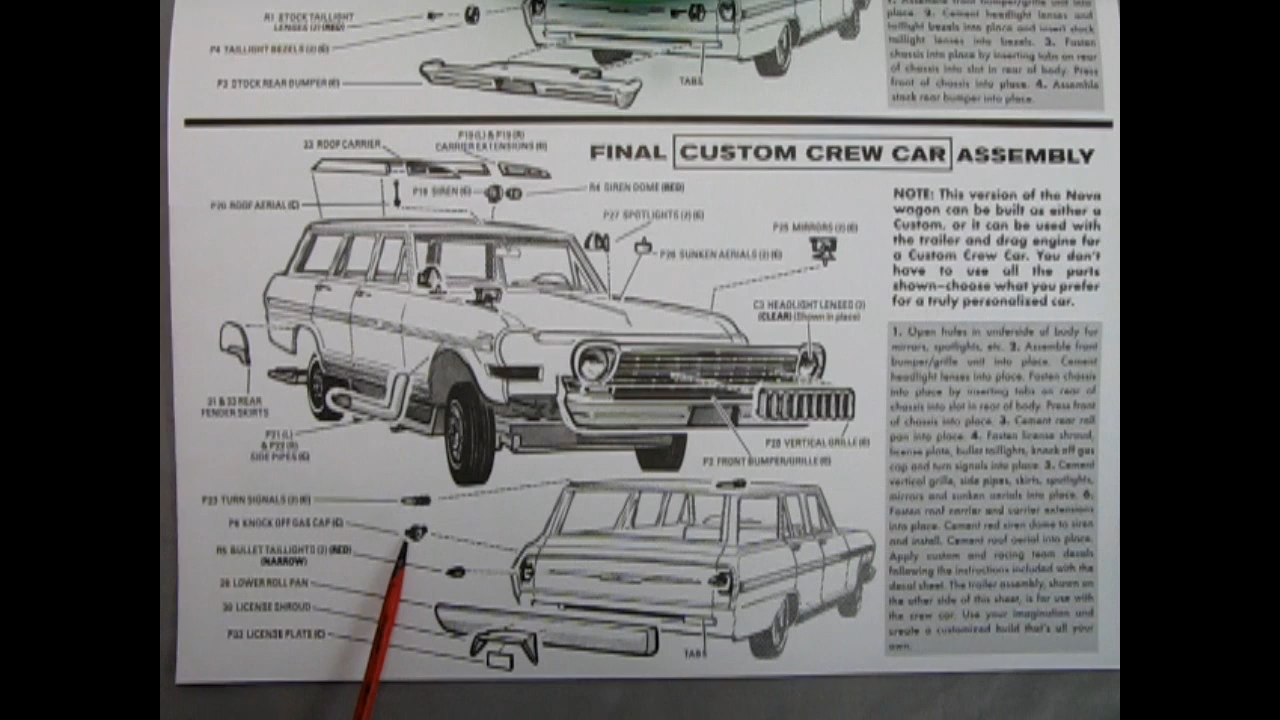 R1 STOCK TAILLIGHT
LENSES (2) (RED)
P4 TAILLIGHT BEZELS (2) (C)
P3 STOCK REAR BUMPER (C)
TABS
place. 2. Cement headlight lenses and
taillight bezels into place and insert stock
taillight lenses into bezels. 3. Fasten
chassis into place by inserting tabs on rear
of chassis into slot in rear of body. Press
front of chassis into place. 4. Assemble
stock rear bumper into place.
FINAL CUSTOM CREW CAR ASSEMBLY
33 ROOF CARRIER
P19 (L) & P19 (R)
CARRIER EXTENSIONS
P18 SIREN (C)
R4 SIREN DOME (RED)
P20 ROOF AERIAL (C)
P27 SPOTLIGHTS (2) (C)
SUNKEN AERIALS (2) (C)
P25 MIRRORS (2) (C)
C3 HEADLIGHT LENSES (2)
(CLEAR) (Shown in place)
REAR
FENDER SKIRTS
P21 (L)
& P22 (R)
SIDE PIPES (C)
VERTICAL GRILLE (C)
P2 FRONT BUMPER/GRILLE (C)
NOTE: This version of the Nova
wagon can be built as either a
Custom, or it can be used with
the trailer and drag engine for
a Custom Crew Car. You don't
have to use all the parts
shown–choose what you prefer
for a truly personalized car.
1. Open holes in underside of body for
mirrors, spotlights, etc. 2. Assemble front
bumper/grille unit into place. Cement
headlight lenses into place. Fasten chassis
into place by inserting tabs on rear of
chassis into slot in rear of body. Press front
of chassis into place. 3. Cement rear roll
pan into place. 4. Fasten license shroud,
license plate, bullet taillights, knock off gas
cap and turn signals into place. 5. Cement
vertical grille, side pipes, skirts, spotlights,
mirrors and sunken aerials into place. 6.
Fasten roof carrier and carrier extensions
into place. Cement red siren dome to siren
and install. Cement roof aerial into place.
Apply custom and racing team decals
following the instructions included with the
decal sheet. The trailer assembly, shown on
the other side of this sheet, is for use with
the crew car. Use your imagination and
create a customized build that's all your
own.
P23 TURN SIGNALS (2) (C)
KNOCK OFF GAS CAP (C)
R5 BULLET TAILLIGHTS (2) (RED)
(NARROW)
LOWER ROLL PAN
30 LICENSE SHROUD
P33 LICENSE PLATE (C)
TABS